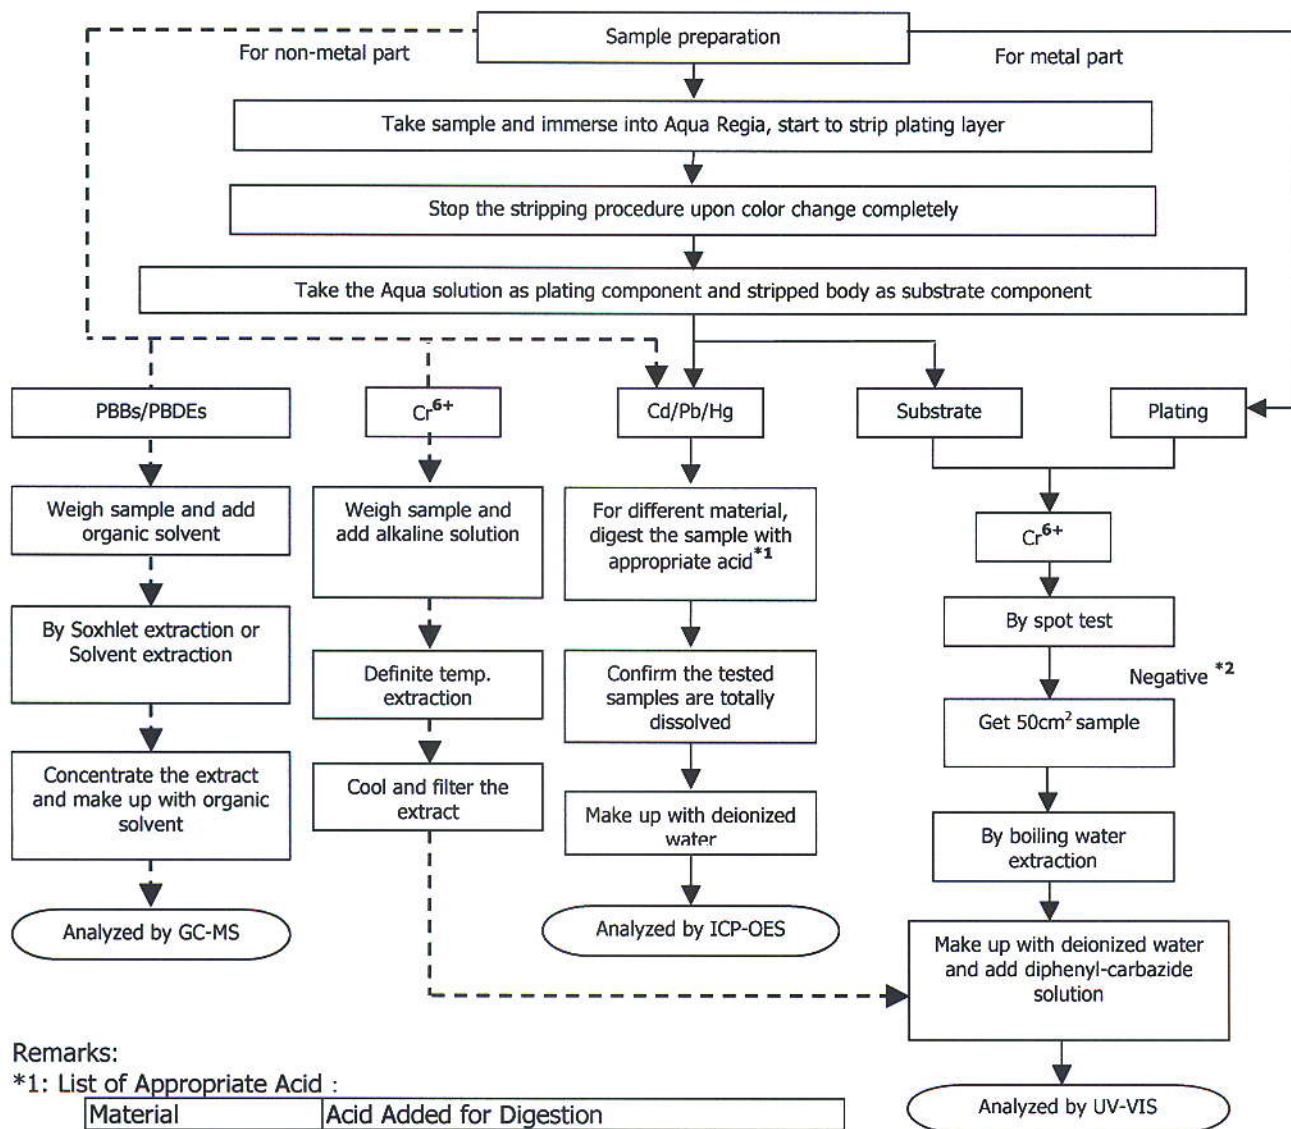 Sample preparation
For non-metal part
For metal part
Take sample and immerse into Aqua Regia, start to strip plating layer
Stop the stripping procedure upon color change completely
Take the Aqua solution as plating component and stripped body as substrate component
PBBs/PBDEs
Cr6+
Cd/Pb/Hg
Substrate
Plating
Weigh sample and add
organic solvent
Weigh sample and
add alkaline solution
For different material,
digest the sample with
appropriate acid*1
Cr6+
By Soxhlet extraction or
Solvent extraction
Definite temp.
extraction
Confirm the tested
samples are totally
dissolved
By spot test
Negative *2
Get 50cm² sample
Concentrate the extract
and make up with organic
solvent
Cool and filter the
extract
Make up with deionized
water
By boiling water
extraction
Analyzed by GC-MS
Analyzed by ICP-OES
Make up with deionized water
and add diphenyl-carbazide
solution
Analyzed by UV-VIS
Remarks:
*1: List of Appropriate Acid :
Material
Acid Added for Digestion